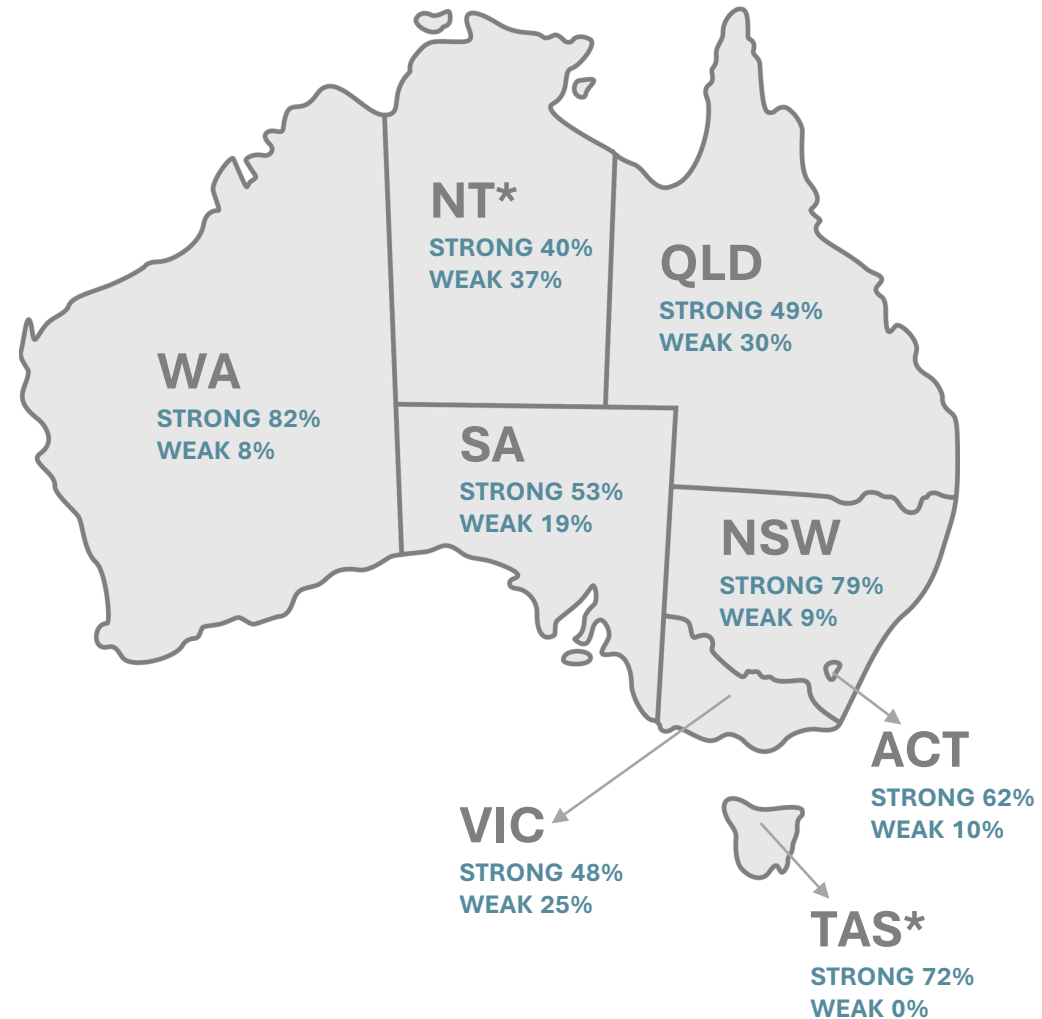 NT*
STRONG 40%
WEAK 37%
QLD
STRONG 49%
WEAK 30%
WA
STRONG 82%
WEAK 8%
SA
STRONG 53%
WEAK 19%
NSW
STRONG 79%
WEAK 9%
ACT
STRONG 62%
WEAK 10%
VIC
STRONG 48%
WEAK 25%
TAS*
STRONG 72%
WEAK 0%